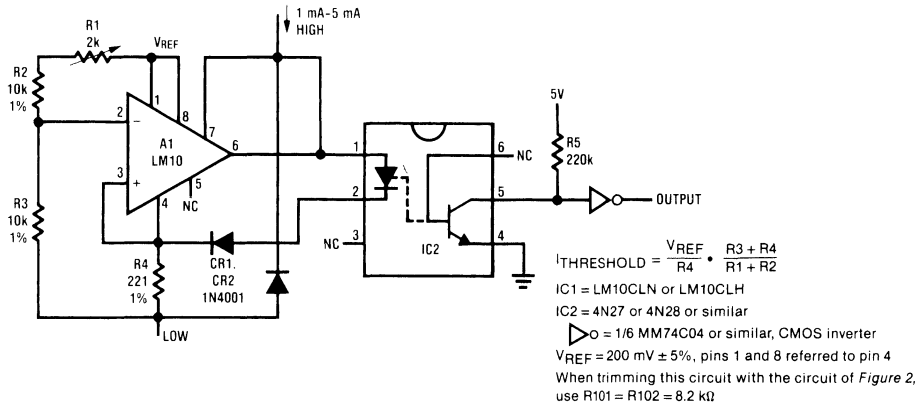 1 mA-5 mA
HIGH
R1
2k
VREF
R2
10k
1%
1
8
7
2
−
A1
LM10
6
3
+
5
NC
4
R3
10k
1%
R4
221
1%
CR1,
CR2
1N4001
LOW
1
2
NC
3
6
NC
5
4
IC2
5V
R5
220k
OUTPUT
ITHRESHOLD = VREF/R4 • R3 + R4/R1 + R2
IC1 = LM10CLN or LM10CLH
IC2 = 4N27 or 4N28 or similar
= 1/6 MM74C04 or similar, CMOS inverter
VREF = 200 mV ± 5%, pins 1 and 8 referred to pin 4
When trimming this circuit with the circuit of Figure 2,
use R101 = R102 = 8.2 kΩ